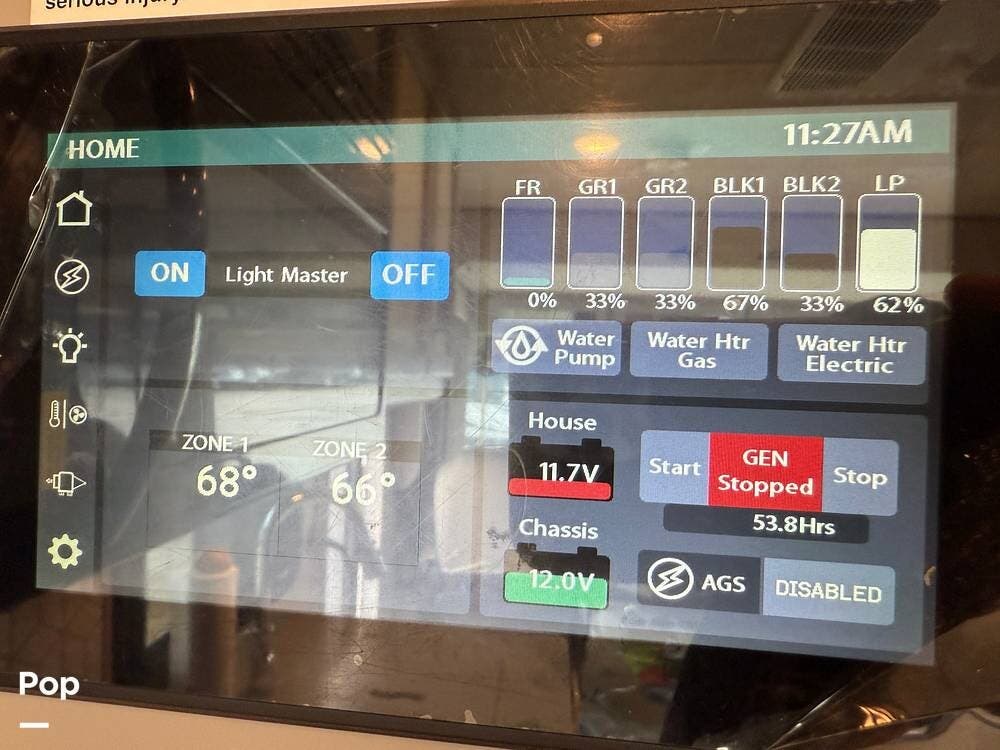 serious injury.
HOME
11:27AM
FR GR1 GR2 BLK1 BLK2 LP
0% 33% 33% 67% 33% 62%
ON Light Master OFF
Water Pump
Water Htr Gas
Water Htr Electric
ZONE 1
68°
ZONE 2
66°
House
11.7V
Start
GEN
Stopped
Stop
53.8Hrs
Chassis
12.0V
AGS
DISABLED
Pop